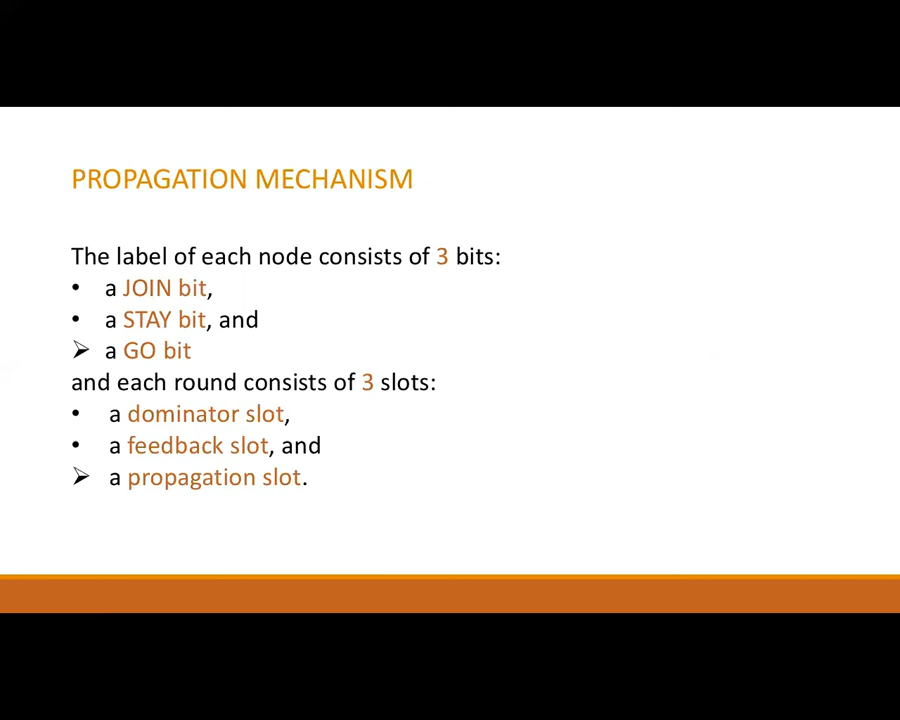 PROPAGATION MECHANISM
The label of each node consists of 3 bits:
• a JOIN bit,
• a STAY bit, and
➢ a GO bit
and each round consists of 3 slots:
• a dominator slot,
• a feedback slot, and
➢ a propagation slot.